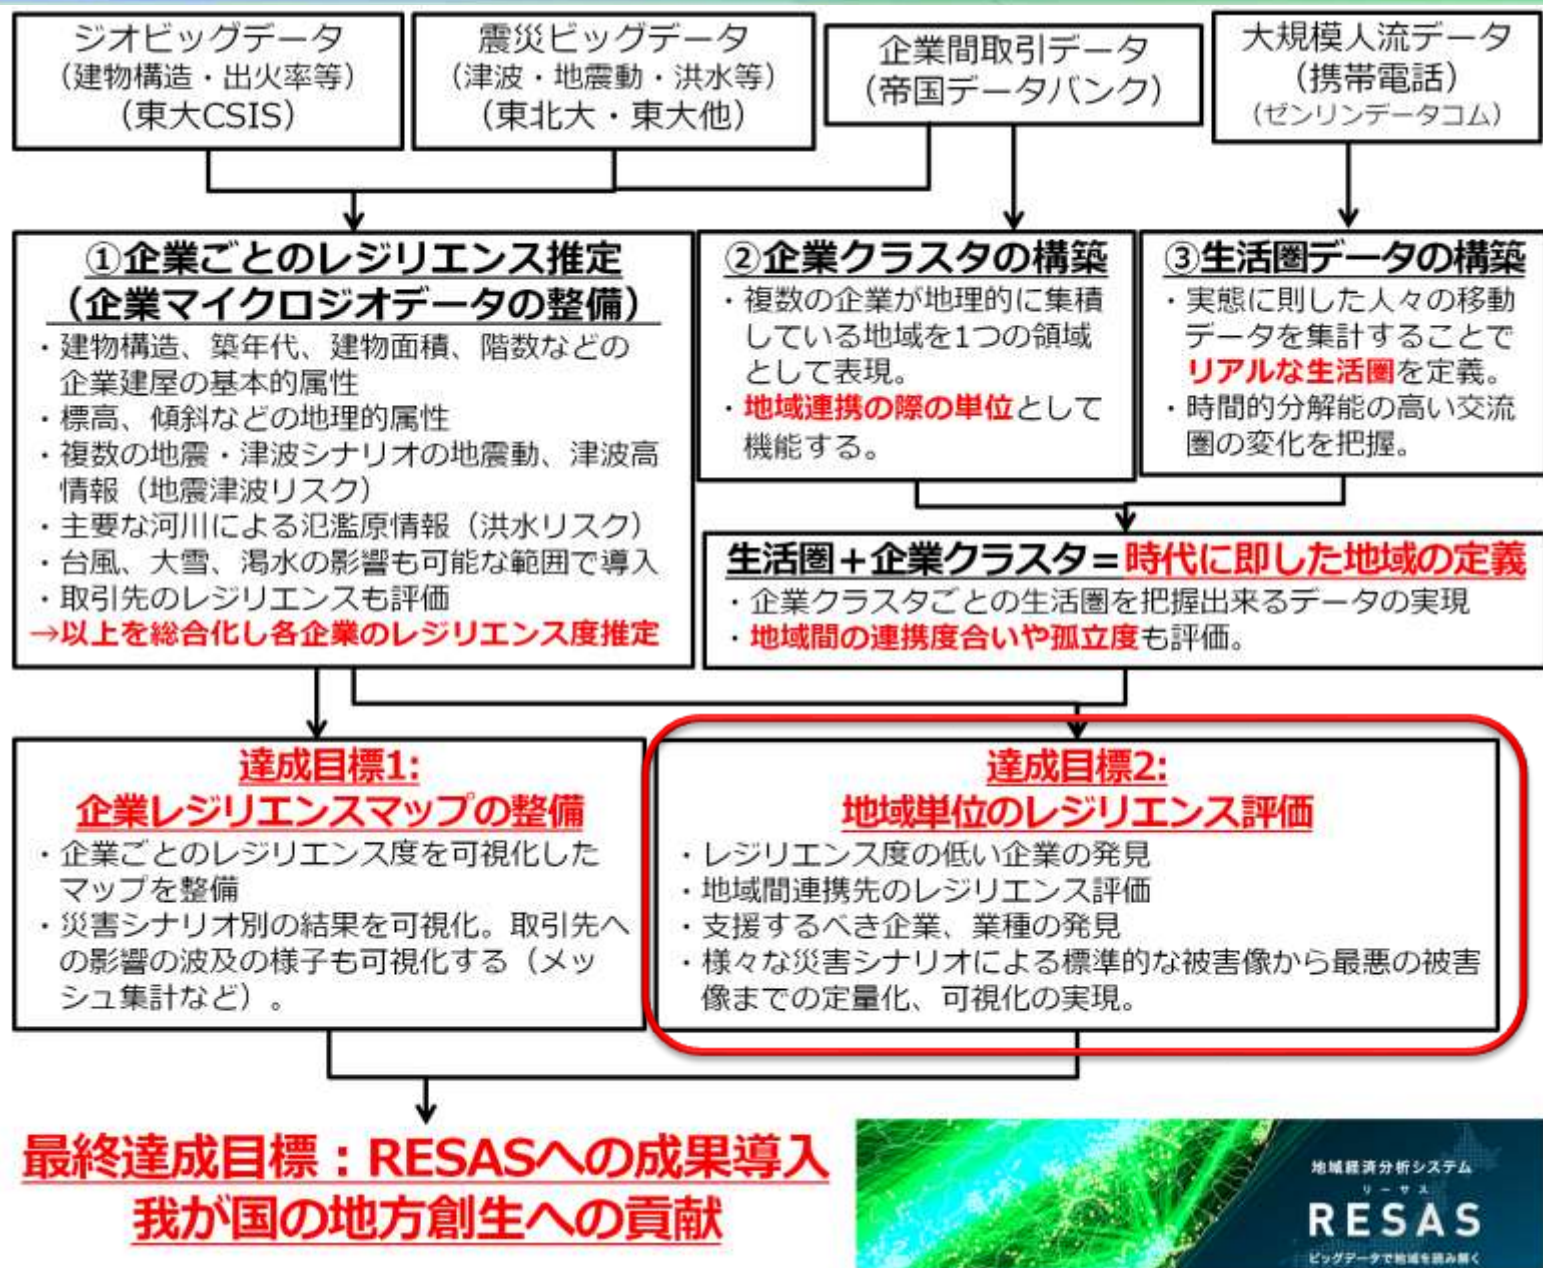 ジオビッグデータ
（建物構造・出火率等）
（東大CSIS）
震災ビッグデータ
（津波・地震動・洪水等）
（東北大・東大他）
企業間取引データ
（帝国データバンク）
大規模人流データ
（携帯電話）
（ゼンリンデータコム）
①企業ごとのレジリエンス推定
（企業マイクロジオデータの整備）
・建物構造、築年代、建物面積、階数などの
企業建屋の基本的属性
・標高、傾斜などの地理的属性
・複数の地震・津波シナリオの地震動、津波高
情報（地震津波リスク）
・主要な河川による氾濫原情報（洪水リスク）
・台風、大雪、渇水の影響も可能な範囲で導入
・取引先のレジリエンスも評価
→以上を総合化し各企業のレジリエンス度推定
②企業クラスタの構築
・複数の企業が地理的に集積
している地域を1つの領域
として表現。
・地域連携の際の単位として
機能する。
③生活圏データの構築
・実態に則した人々の移動
データを集計することで
リアルな生活圏を定義。
・時間的分解能の高い交流
圏の変化を把握。
生活圏＋企業クラスタ＝時代に即した地域の定義
・企業クラスタごとの生活圏を把握出来るデータの実現
・地域間の連携度合いや孤立度も評価。
達成目標1:
企業レジリエンスマップの整備
・企業ごとのレジリエンス度を可視化した
マップを整備
・災害シナリオ別の結果を可視化。取引先へ
の影響の波及の様子も可視化する（メッ
シュ集計など）。
達成目標2:
地域単位のレジリエンス評価
・レジリエンス度の低い企業の発見
・地域間連携先のレジリエンス評価
・支援するべき企業、業種の発見
・様々な災害シナリオによる標準的な被害像から最悪の被害
像までの定量化、可視化の実現。
最終達成目標：RESASへの成果導入
我が国の地方創生への貢献
地域経済分析システム
リーサス
RESAS
ビッグデータで地域を読み解く